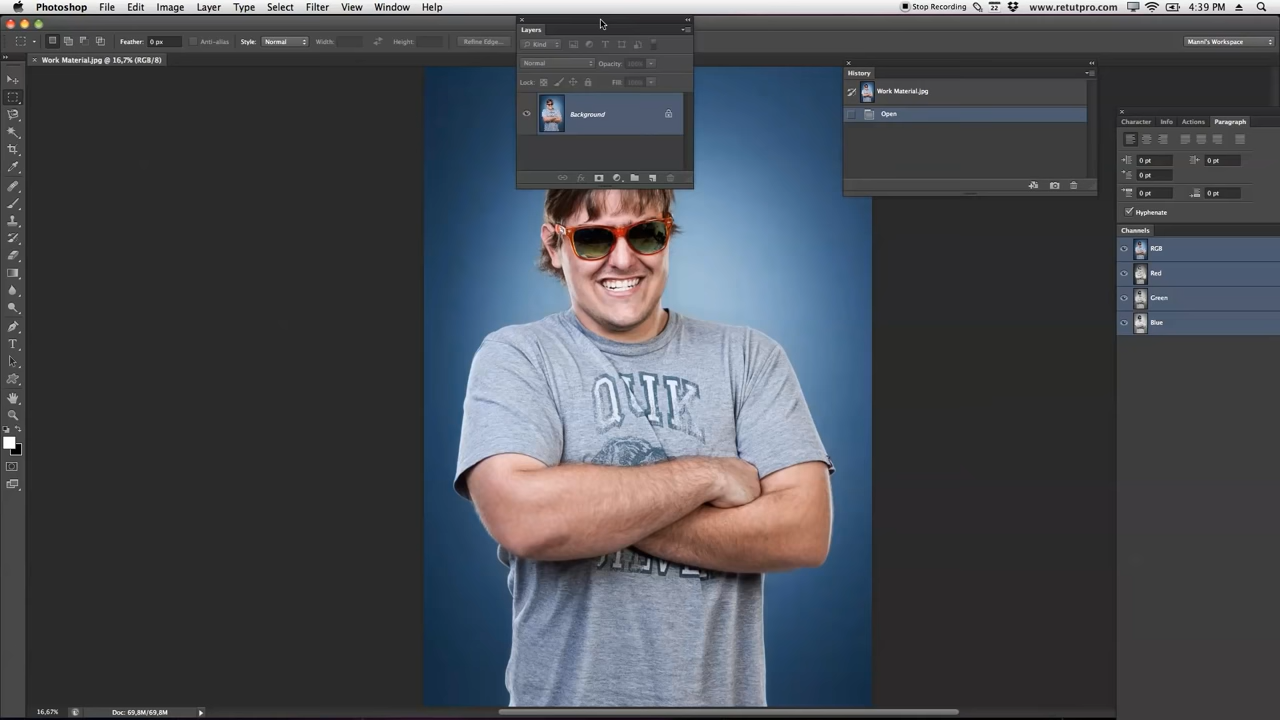 Photoshop File Edit Image Layer Type Select Filter View Window Help Stop Recording 22 www.retutpro.com 4:39 PM
Feather: 0 px Anti-alias Style: Normal Width: Height: Refine Edge... Manni's Workspace
Work Material.jpg @ 16,7% (RGB/8)
Layers
Kind
Normal Opacity:
Lock: Fill:
Background
History
Work Material.jpg
Open
Character Info Actions Paragraph
0 pt 0 pt
0 pt
0 pt 0 pt
Hyphenate
Channels
RGB
Red
Green
Blue
QUIK
16,67% Doc: 69,8M/69,8M